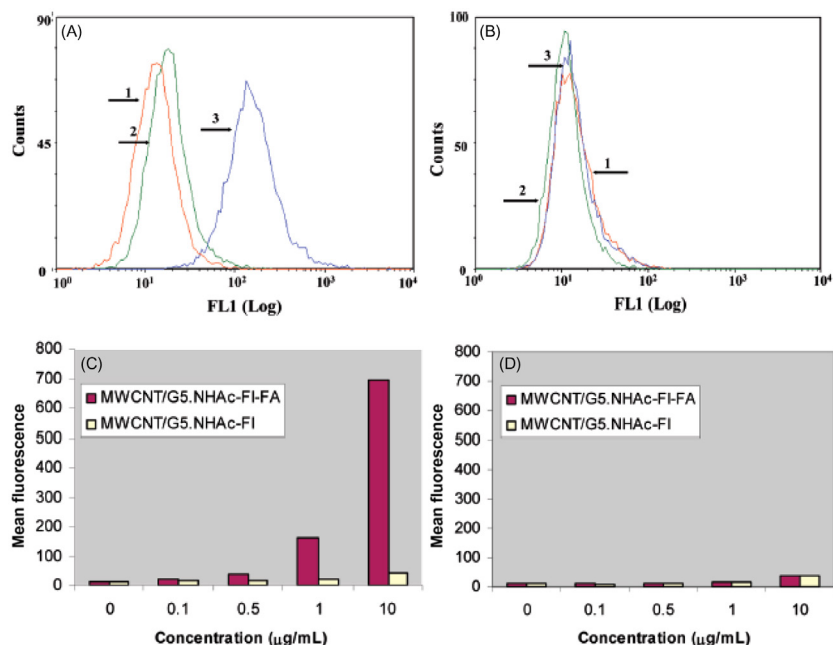 (A)
90
45
0
Counts
1
2
3
10⁰ 10¹ 10² 10³ 10⁴
FL1 (Log)
(B)
100
50
0
Counts
3
1
2
10⁰ 10¹ 10² 10³ 10⁴
FL1 (Log)
(C)
800
700
600
500
400
300
200
100
0
Mean fluorescence
MWCNT/G5.NHAc-FI-FA
MWCNT/G5.NHAc-FI
0 0.1 0.5 1 10
Concentration (μg/mL)
(D)
800
700
600
500
400
300
200
100
0
Mean fluorescence
MWCNT/G5.NHAc-FI-FA
MWCNT/G5.NHAc-FI
0 0.1 0.5 1 10
Concentration (μg/mL)